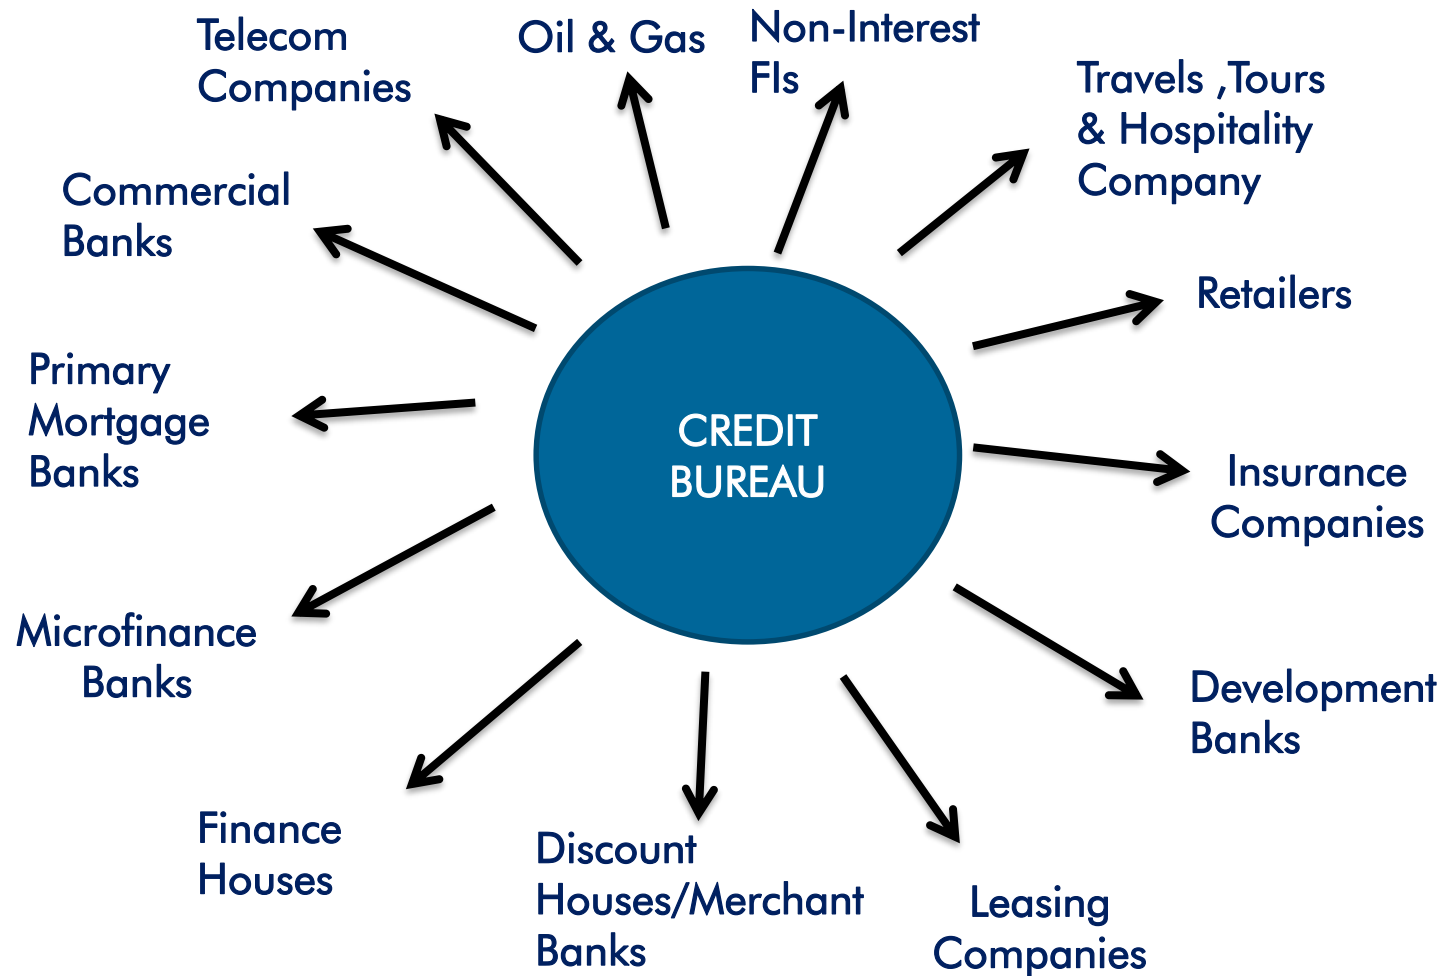 Telecom
Companies
Oil & Gas
Non-Interest
FIs
Travels ,Tours
& Hospitality
Company
Commercial
Banks
Retailers
Primary
Mortgage
Banks
CREDIT
BUREAU
Insurance
Companies
Microfinance
Banks
Development
Banks
Finance
Houses
Discount
Houses/Merchant
Banks
Leasing
Companies